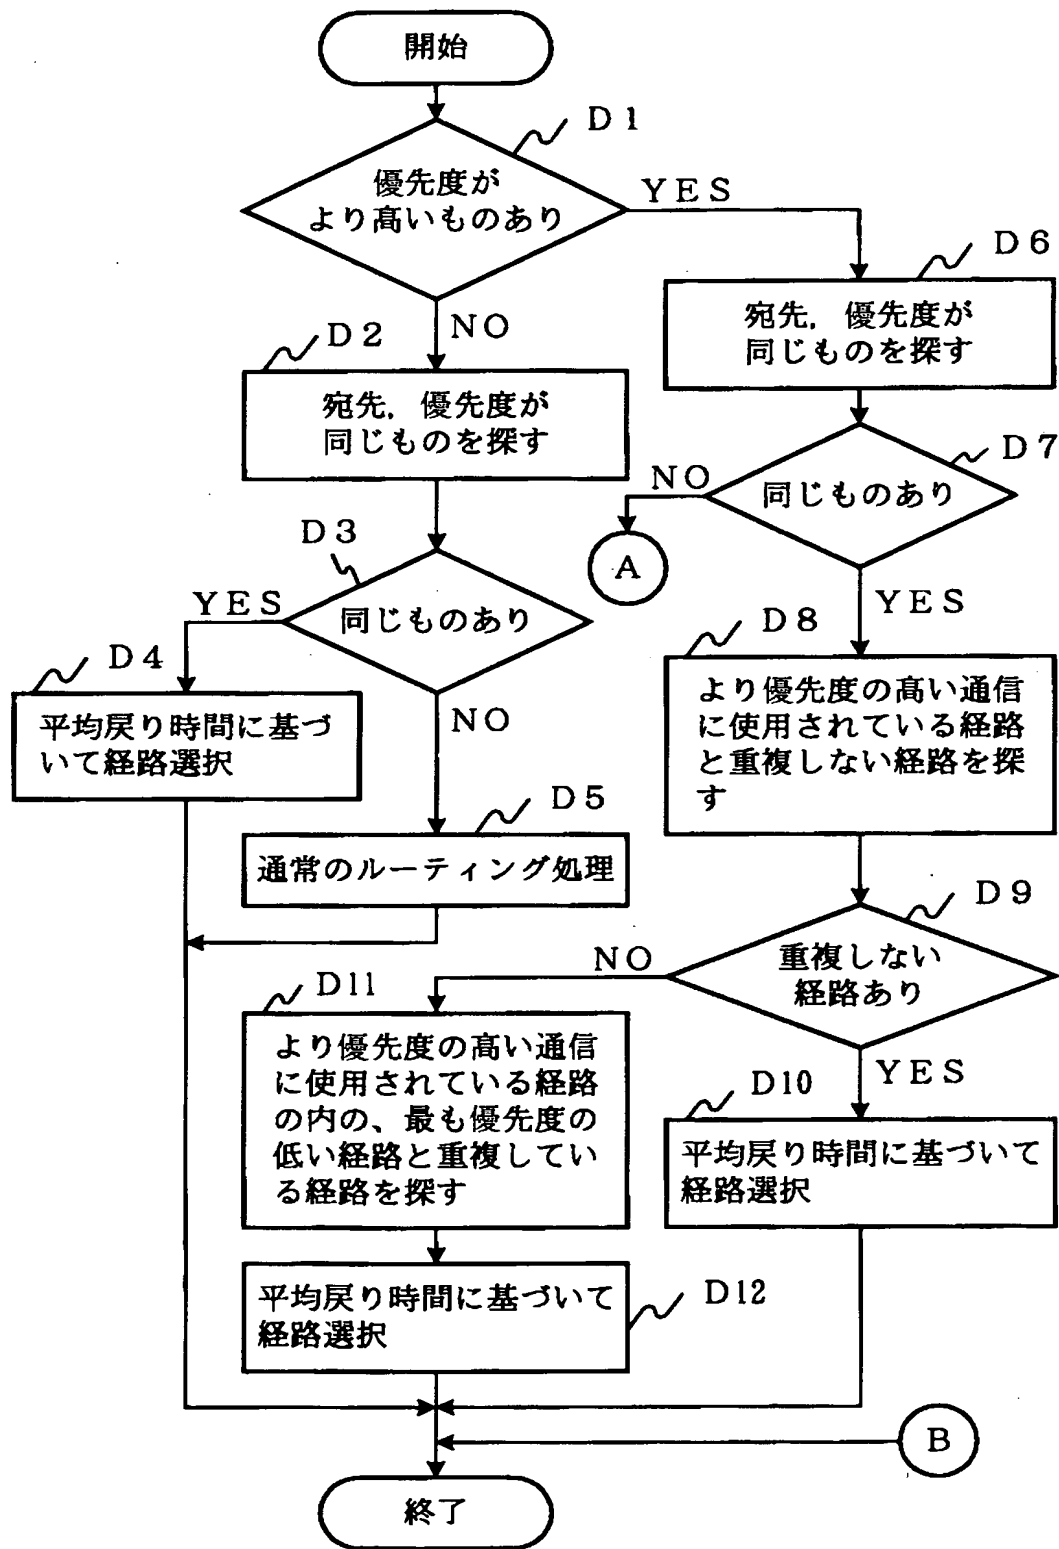 開始
D1
優先度が
より高いものあり
YES
NO
D6
宛先，優先度が
同じものを探す
D2
宛先，優先度が
同じものを探す
D7
同じものあり
NO
A
YES
D3
同じものあり
YES
NO
D4
平均戻り時間に基づ
いて経路選択
D5
通常のルーティング処理
D8
より優先度の高い通信
に使用されている経路
と重複しない経路を探
す
D9
重複しない
経路あり
NO
YES
D11
より優先度の高い通信
に使用されている経路
の内の、最も優先度の
低い経路と重複してい
る経路を探す
D10
平均戻り時間に基づいて
経路選択
D12
平均戻り時間に基づいて
経路選択
B
終了